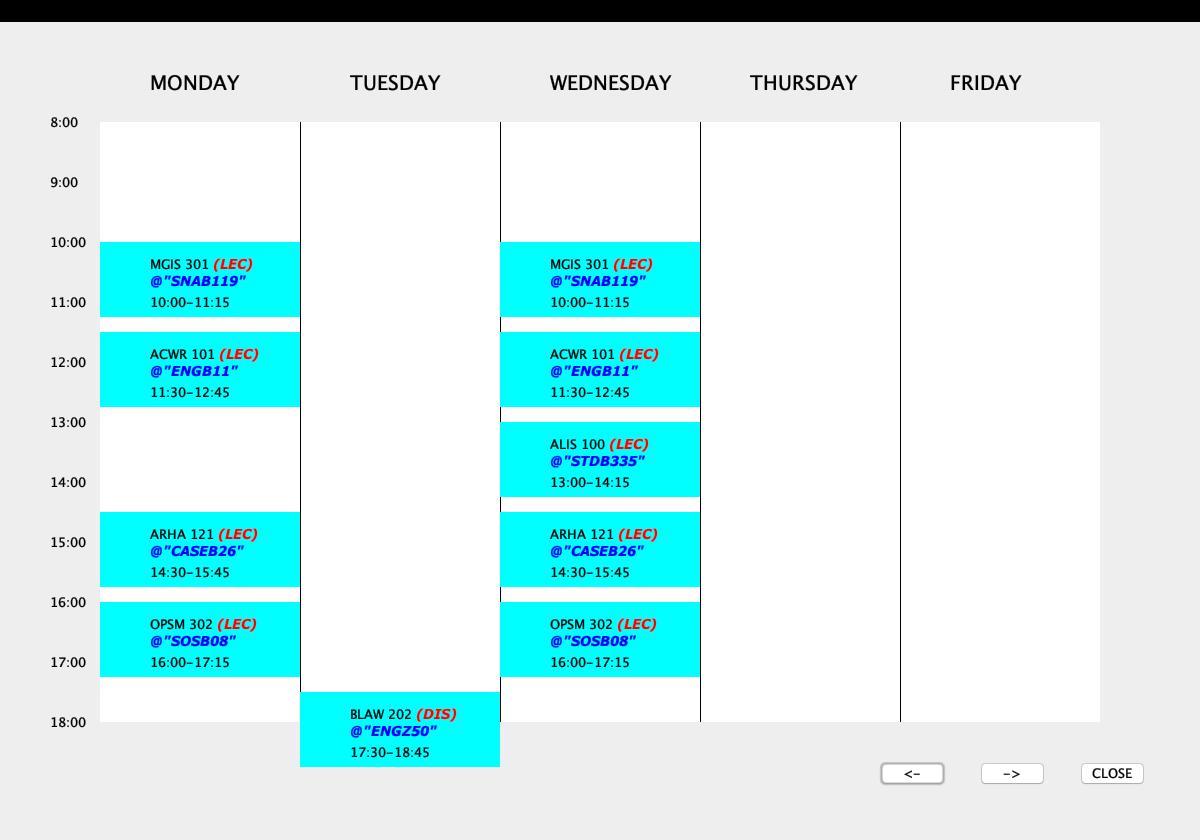 MONDAY TUESDAY WEDNESDAY THURSDAY FRIDAY
8:00
9:00
10:00
11:00
12:00
13:00
14:00
15:00
16:00
17:00
18:00
MGIS 301 (LEC)
@"SNAB119"
10:00-11:15
ACWR 101 (LEC)
@"ENGB11"
11:30-12:45
ARHA 121 (LEC)
@"CASEB26"
14:30-15:45
OPSM 302 (LEC)
@"SOSB08"
16:00-17:15
BLAW 202 (DIS)
@"ENGZ50"
17:30-18:45
MGIS 301 (LEC)
@"SNAB119"
10:00-11:15
ACWR 101 (LEC)
@"ENGB11"
11:30-12:45
ALIS 100 (LEC)
@"STDB335"
13:00-14:15
ARHA 121 (LEC)
@"CASEB26"
14:30-15:45
OPSM 302 (LEC)
@"SOSB08"
16:00-17:15
<- -> CLOSE